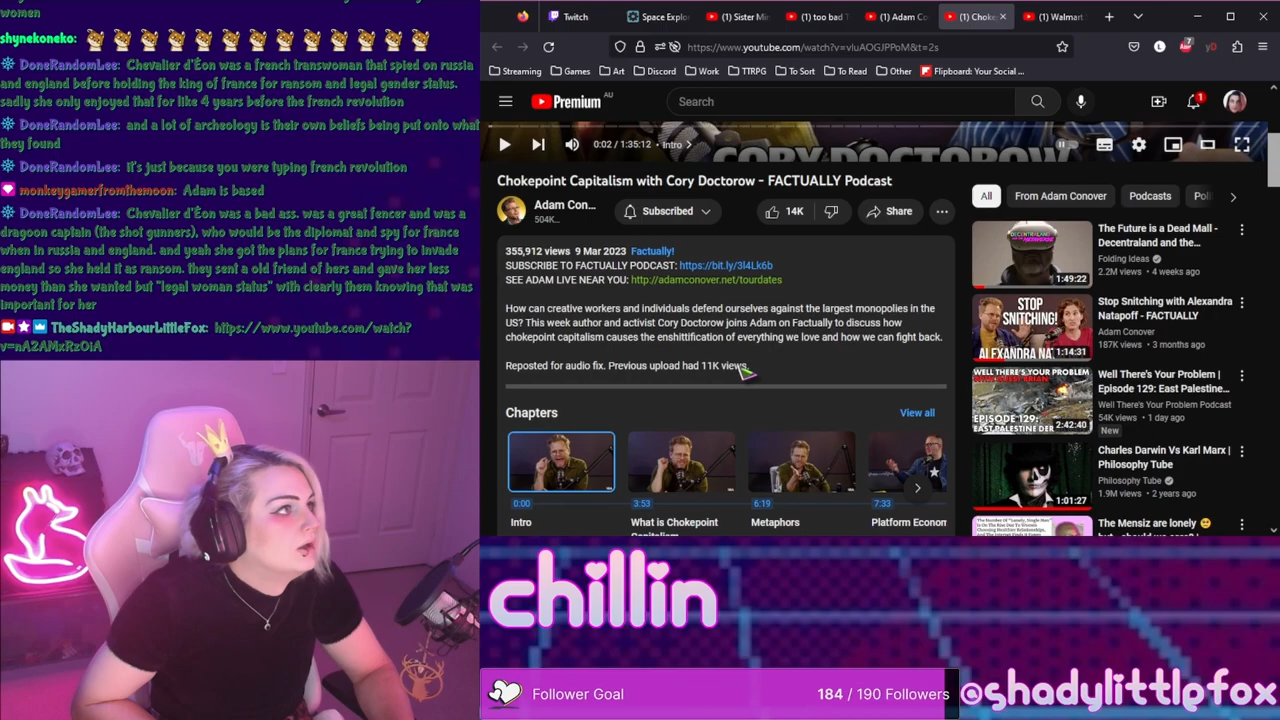 women
shynekoneko:
DoneRandomLee: Chevalier d'Éon was a french transwoman that spied on russia
and england before holding the king of france for ransom and legal gender status.
sadly she only enjoyed that for like 4 years before the french revolution
DoneRandomLee: and a lot of archeology is their own beliefs being put onto what
they found
DoneRandomLee: it's just because you were typing french revolution
monkeygamerfromthemoon: Adam is based
DoneRandomLee: Chevalier d'Éon was a bad ass. was a great fencer and was a
dragoon captain (the shot gunners), who would be the diplomat and spy for france
when in russia and england. and yeah she got the plans for france trying to invade
england so she held it as ransom. they sent a old friend of hers and gave her less
money than she wanted but "legal woman status" with clearly them knowing that was
important for her
TheShadyHarbourLittleFox: https://www.youtube.com/watch?
v=nA2AMxRzOiA
Twitch
Space Explo
Sister Mi
too bad
Adam Co
Choke
Walmart
https://www.youtube.com/watch?v=vluAOGJPPoM&t=2s
Streaming
Games
Art
Discord
Work
TTRPG
To Sort
To Read
Other
Flipboard: Your Social ...
Premium AU
Search
1
CORY DOCTOROW
0:02 / 1:35:12 • Intro
Chokepoint Capitalism with Cory Doctorow - FACTUALLY Podcast
Adam Con...
504K...
Subscribed
14K
Share
355,912 views 9 Mar 2023 Factually!
SUBSCRIBE TO FACTUALLY PODCAST: https://bit.ly/3l4Lk6b
SEE ADAM LIVE NEAR YOU: http://adamconover.net/tourdates
How can creative workers and individuals defend ourselves against the largest monopolies in the
US? This week author and activist Cory Doctorow joins Adam on Factually to discuss how
chokepoint capitalism causes the enshittification of everything we love and how we can fight back.
Reposted for audio fix. Previous upload had 11K views.
Chapters
View all
0:00
Intro
3:53
What is Chokepoint
Capitalism
6:19
Metaphors
7:33
Platform Econom
All
From Adam Conover
Podcasts
Pol
The Future is a Dead Mall -
Decentraland and the...
Folding Ideas
2.2M views • 4 weeks ago
1:49:22
STOP
SNITCHING!
ALEXANDRA NA
1:14:31
Stop Snitching with Alexandra
Natapoff - FACTUALLY
Adam Conover
187K views • 3 months ago
WELL THERE'S YOUR PROBLEM
EPISODE 129:
EAST PALESTINE DER
2:42:40
Well There's Your Problem |
Episode 129: East Palestine...
Well There's Your Problem Podcast
54K views • 1 day ago
New
1:01:27
Charles Darwin Vs Karl Marx |
Philosophy Tube
Philosophy Tube
1.9M views • 2 years ago
The Mensiz are lonely
chillin
Follower Goal
184 / 190 Followers
@shadylittlefox